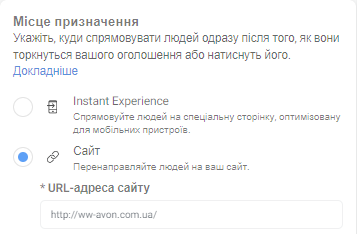 Місце призначення
Укажіть, куди спрямовувати людей одразу після того, як вони
торкнуться вашого оголошення або натиснуть його.
Докладніше
Instant Experience
Спрямовуйте людей на спеціальну сторінку, оптимізовану
для мобільних пристроїв.
Сайт
Перенаправляйте людей на ваш сайт.
* URL-адреса сайту
http://ww-avon.com.ua/